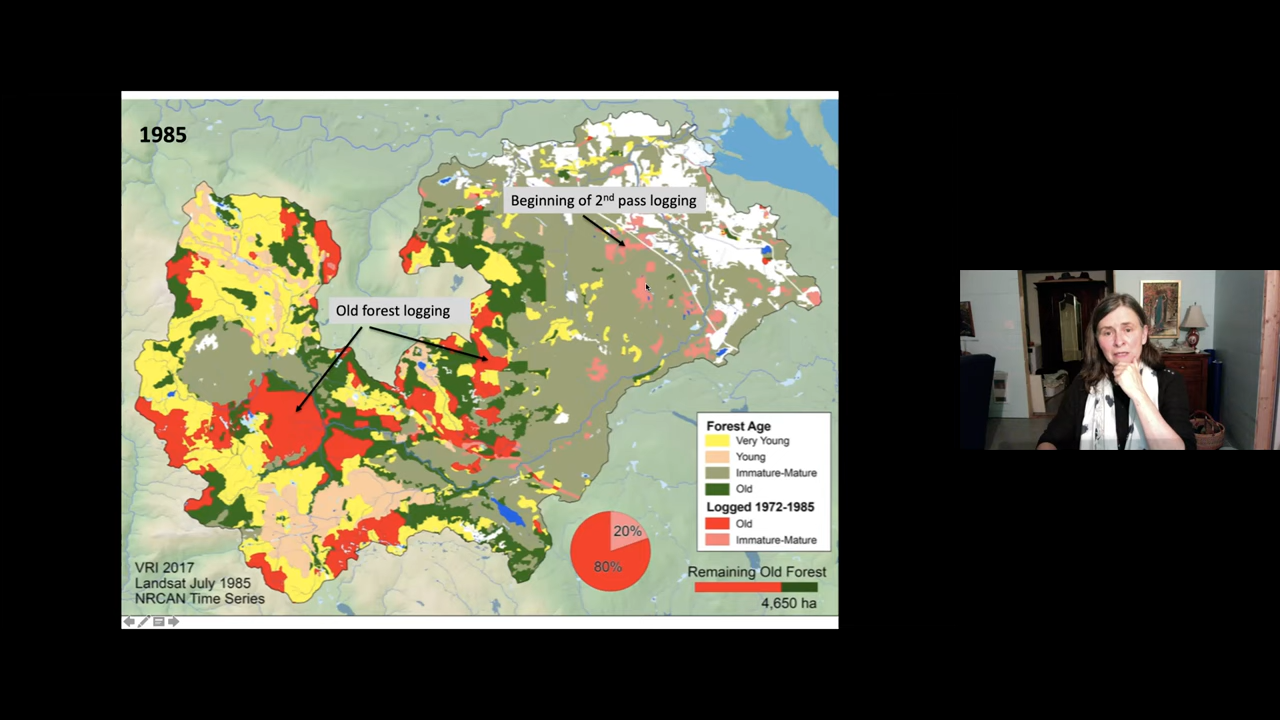 1985
Beginning of 2nd pass logging
Old forest logging
Forest Age
Very Young
Young
Immature-Mature
Old
Logged 1972-1985
Old
Immature-Mature
20%
80%
VRI 2017
Landsat July 1985
NRCAN Time Series
Remaining Old Forest
4,650 ha